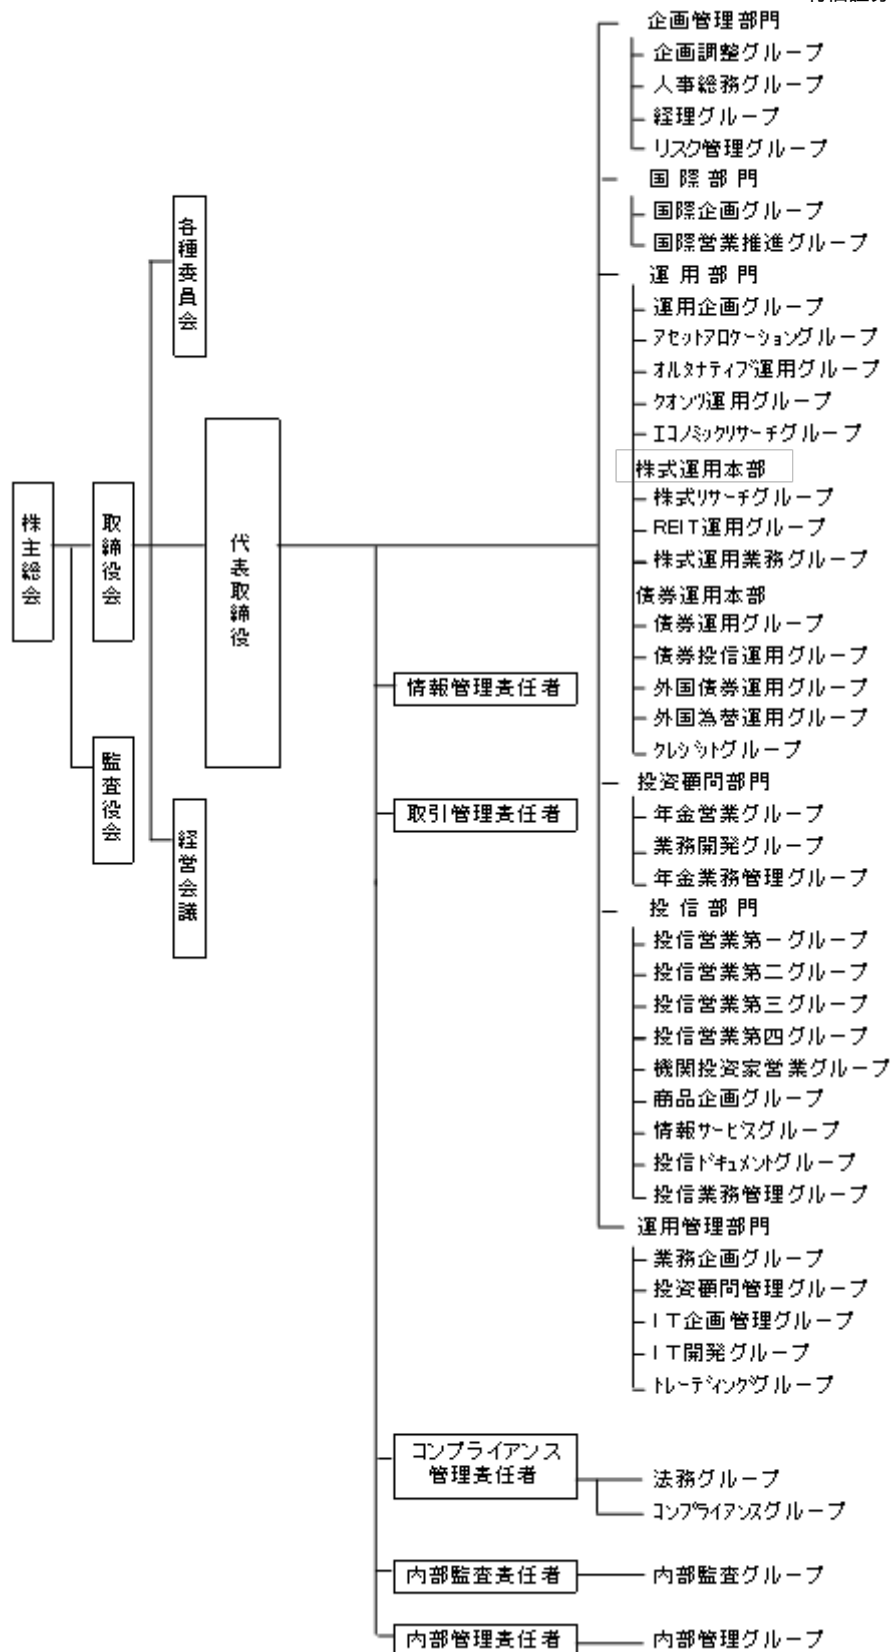 企画管理部門
企画調整グループ
人事総務グループ
経理グループ
リスク管理グループ
国際部門
国際企画グループ
国際営業推進グループ
運用部門
運用企画グループ
アセットアロケーショングループ
オルタナティブ運用グループ
クオンツ運用グループ
エコノミックリサーチグループ
株式運用本部
株式リサーチグループ
REIT運用グループ
株式運用業務グループ
債券運用本部
債券運用グループ
債券投信運用グループ
外国債券運用グループ
外国為替運用グループ
クレジットグループ
投資顧問部門
年金営業グループ
業務開発グループ
年金業務管理グループ
投信部門
投信営業第一グループ
投信営業第二グループ
投信営業第三グループ
投信営業第四グループ
機関投資家営業グループ
商品企画グループ
情報サービスグループ
投信ドキュメントグループ
投信業務管理グループ
運用管理部門
業務企画グループ
投資顧問管理グループ
IT企画管理グループ
IT開発グループ
トレーディンググループ
各種委員会
株主総会
取締役会
代表取締役
監査役会
経営会議
情報管理責任者
取引管理責任者
コンプライアンス
管理責任者
法務グループ
コンプライアンスグループ
内部監査責任者
内部監査グループ
内部管理責任者
内部管理グループ